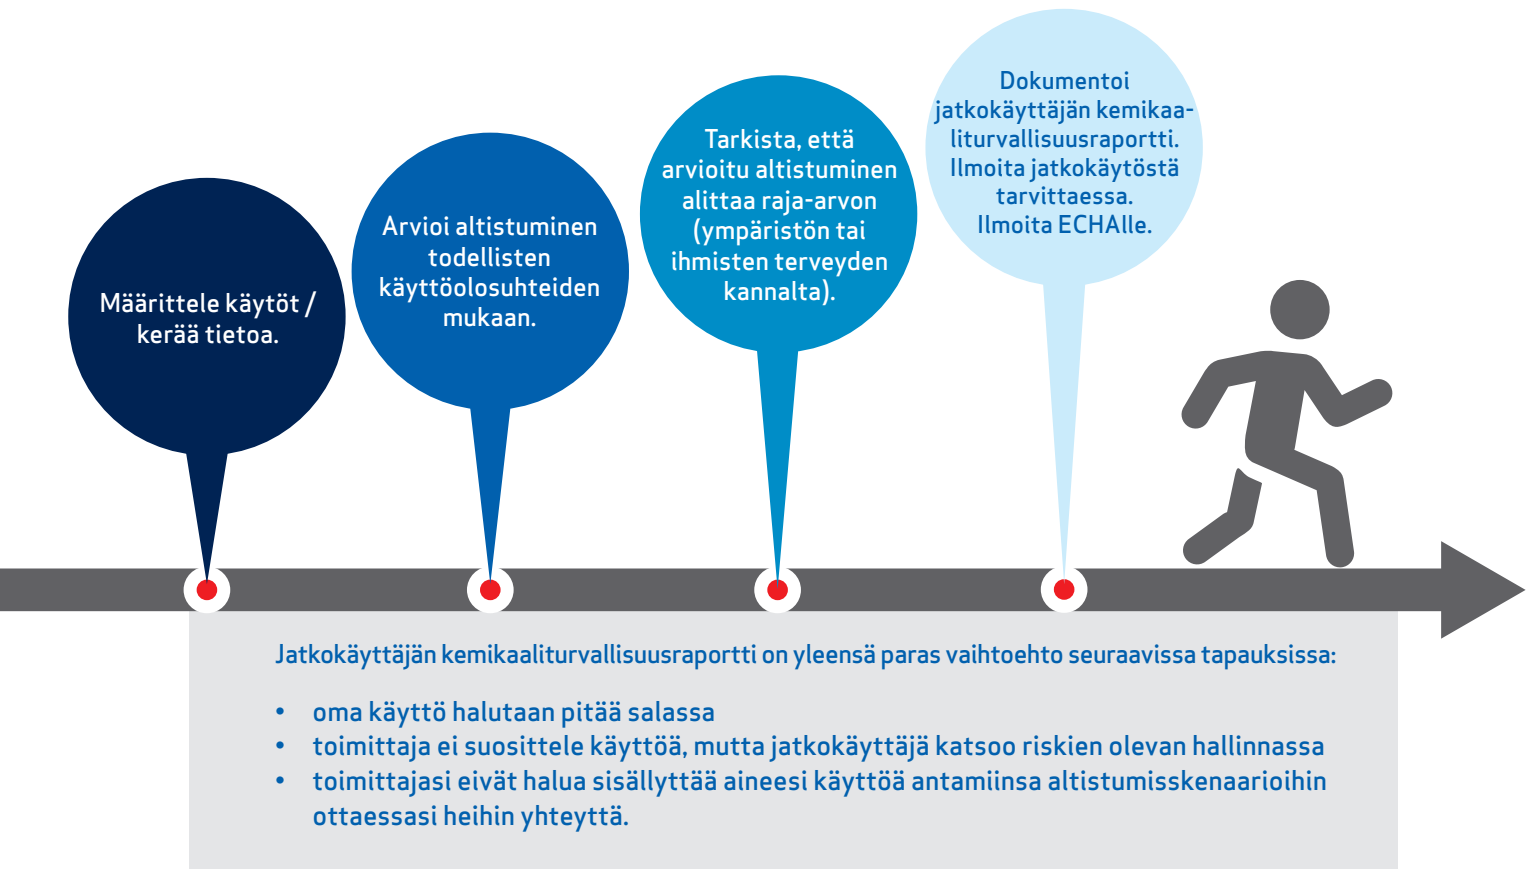 Määrittele käytöt /
kerää tietoa.
Arvioi altistuminen
todellisten
käyttöolosuhteiden
mukaan.
Tarkista, että
arvioitu altistuminen
alittaa raja-arvon
(ympäristön tai
ihmisten terveyden
kannalta).
Dokumentoi
jatkokäyttäjän kemikaa-
liturvallisuusraportti.
Ilmoita jatkokäytöstä
tarvittaessa.
Ilmoita ECHAlle.
Jatkokäyttäjän kemikaaliturvallisuusraportti on yleensä paras vaihtoehto seuraavissa tapauksissa:
• oma käyttö halutaan pitää salassa
• toimittaja ei suosittele käyttöä, mutta jatkokäyttäjä katsoo riskien olevan hallinnassa
• toimittajasi eivät halua sisällyttää aineesi käyttöä antamiinsa altistumisskenaarioihin
ottaessasi heihin yhteyttä.